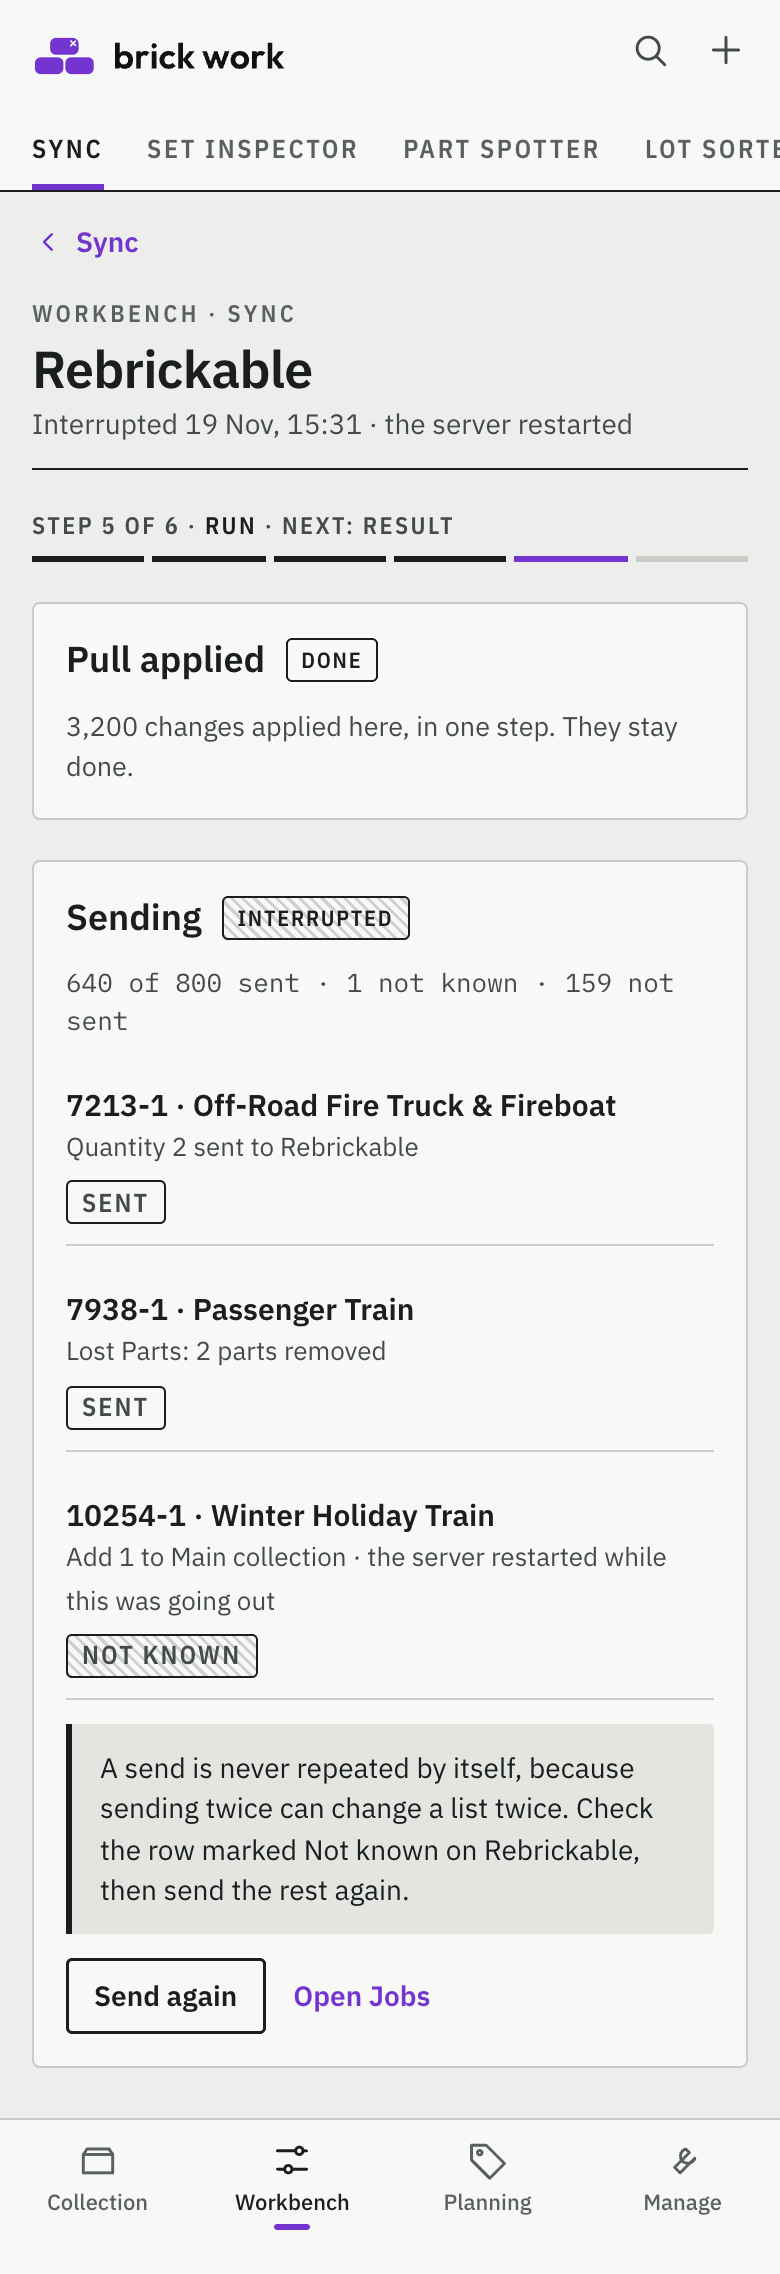 brick work
SYNC SET INSPECTOR PART SPOTTER LOT SORTE
Sync
WORKBENCH · SYNC
Rebrickable
Interrupted 19 Nov, 15:31 · the server restarted
STEP 5 OF 6 · RUN · NEXT: RESULT
Pull applied DONE
3,200 changes applied here, in one step. They stay
done.
Sending INTERRUPTED
640 of 800 sent · 1 not known · 159 not
sent
7213-1 · Off-Road Fire Truck & Fireboat
Quantity 2 sent to Rebrickable
SENT
7938-1 · Passenger Train
Lost Parts: 2 parts removed
SENT
10254-1 · Winter Holiday Train
Add 1 to Main collection · the server restarted while
this was going out
NOT KNOWN
A send is never repeated by itself, because
sending twice can change a list twice. Check
the row marked Not known on Rebrickable,
then send the rest again.
Send again Open Jobs
Collection Workbench Planning Manage